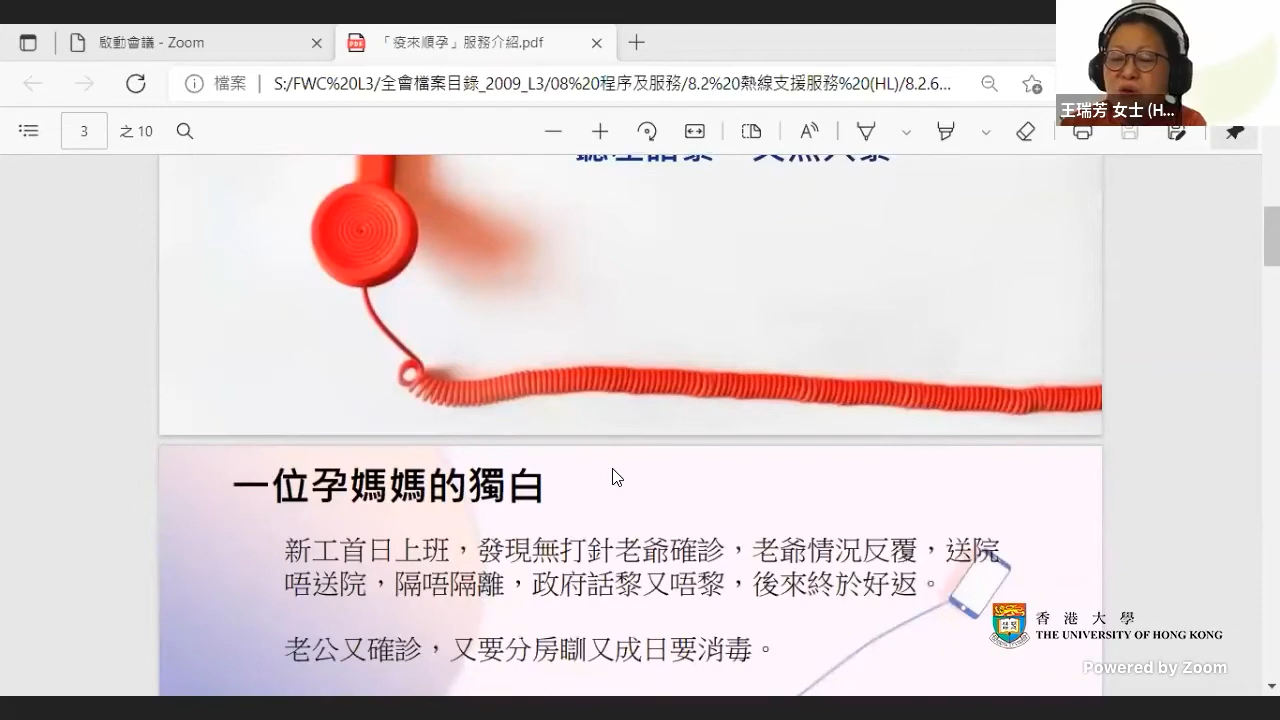 啟動會議 - Zoom
「疫來順孕」服務介紹.pdf
檔案
S:/FWC%20L3/全會檔案目錄_2009_L3/08%20程序及服務/8.2%20熱線支援服務%20(HL)/8.2.6...
王瑞芳 女士 (H...
3 之 10
一位孕媽媽的獨白
新工首日上班，發現無打針老爺確診，老爺情況反覆，送院
唔送院，隔唔隔離，政府話黎又唔黎，後來終於好返。
老公又確診，又要分房瞓又成日要消毒。
香港大學
THE UNIVERSITY OF HONG KONG
Powered by Zoom